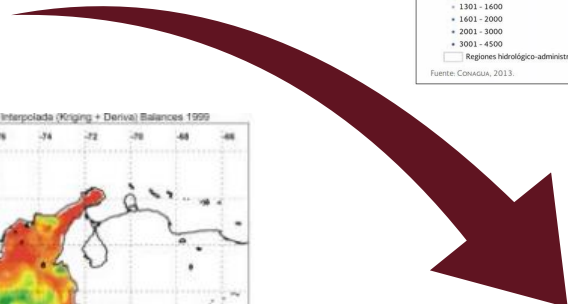 1301 - 1600
1601 - 2000
2001 - 3000
3001 - 4500
Regiones hidrológico-administr
Fuente: CONAGUA, 2013.
Interpolada (Kriging + Deriva) Balances 1999
-74 -72 -70 -68 -66